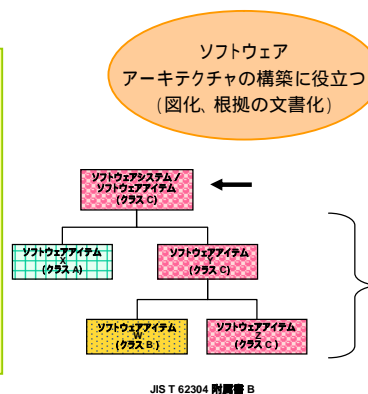 ソフトウェア
アーキテクチャの構築に役立つ
(図化、根拠の文書化)
ソフトウェアシステム /
ソフトウェアアイテム
(クラス C)
ソフトウェアアイテム
X
(クラス A)
ソフトウェアアイテム
Y
(クラス C)
ソフトウェアアイテム
W
(クラス B)
ソフトウェアアイテム
Z
(クラス C)
JIS T 62304 附属書 B